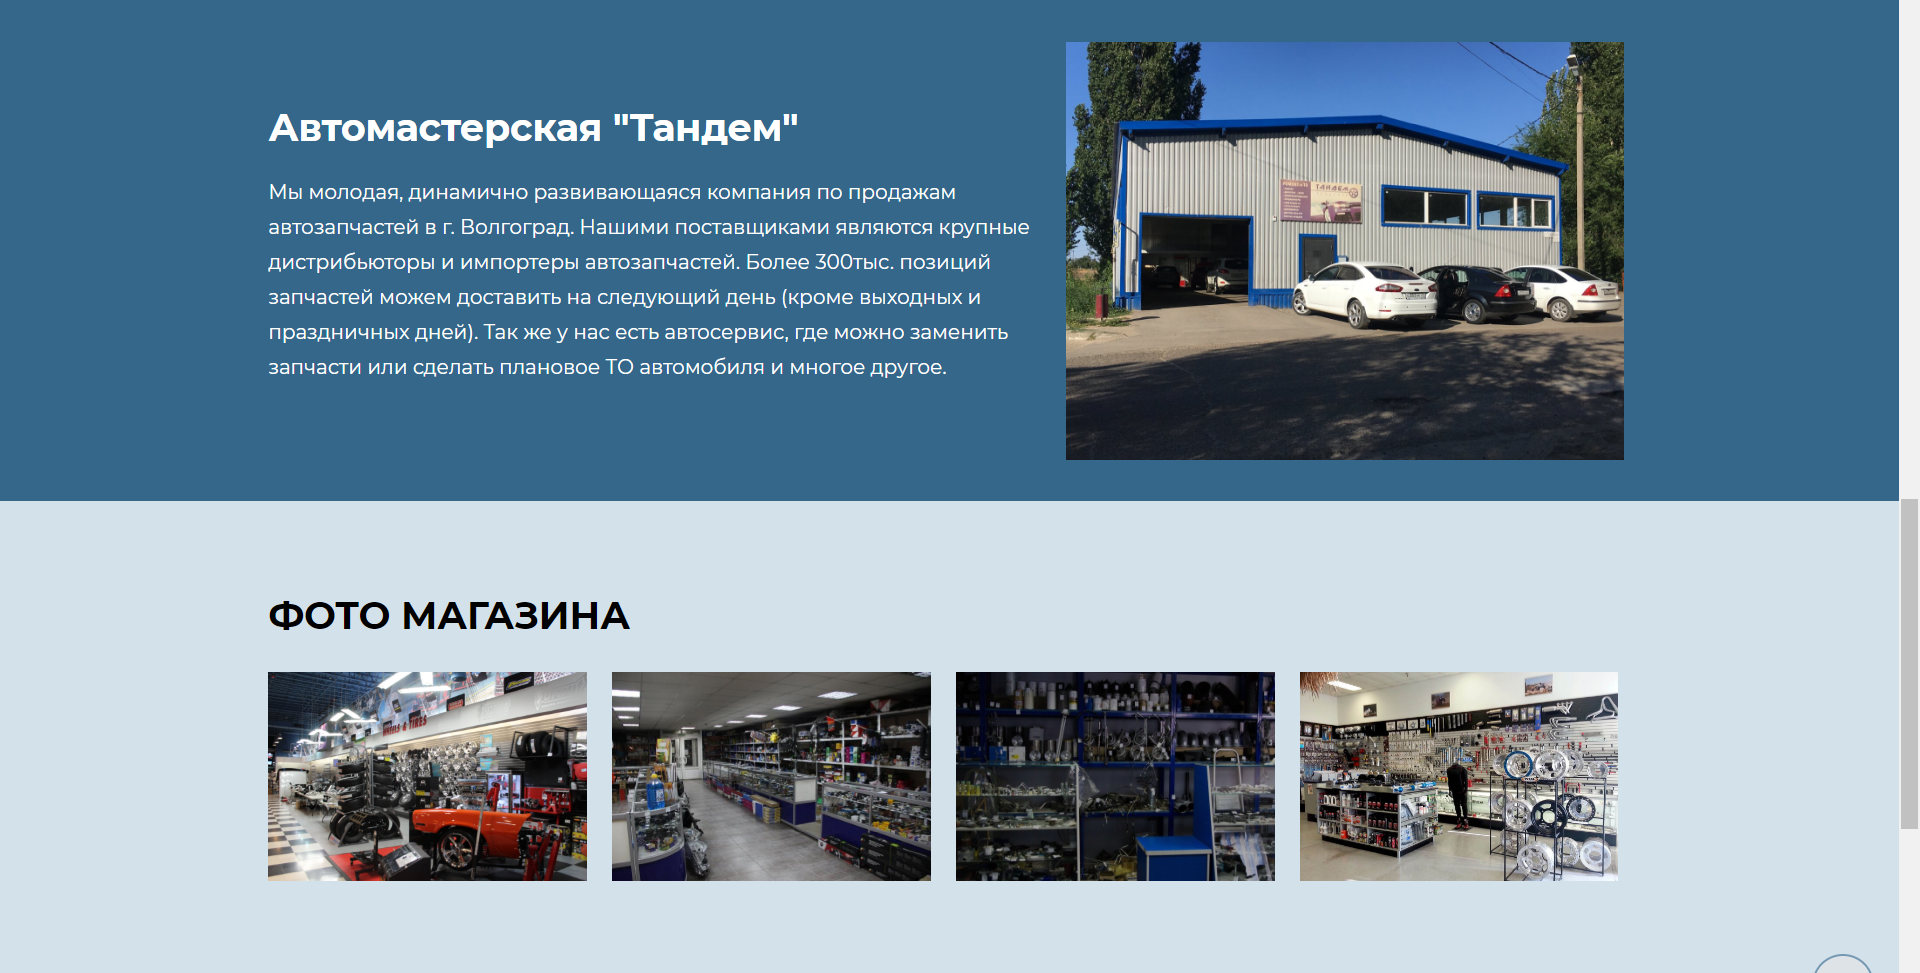 Автомастерская "Тандем"
Мы молодая, динамично развивающаяся компания по продажам
автозапчастей в г. Волгоград. Нашими поставщиками являются крупные
дистрибьюторы и импортеры автозапчастей. Более 300тыс. позиций
запчастей можем доставить на следующий день (кроме выходных и
праздничных дней). Так же у нас есть автосервис, где можно заменить
запчасти или сделать плановое ТО автомобиля и многое другое.
ТАНДЕМ
ФОТО МАГАЗИНА
WHEELS & TIRES